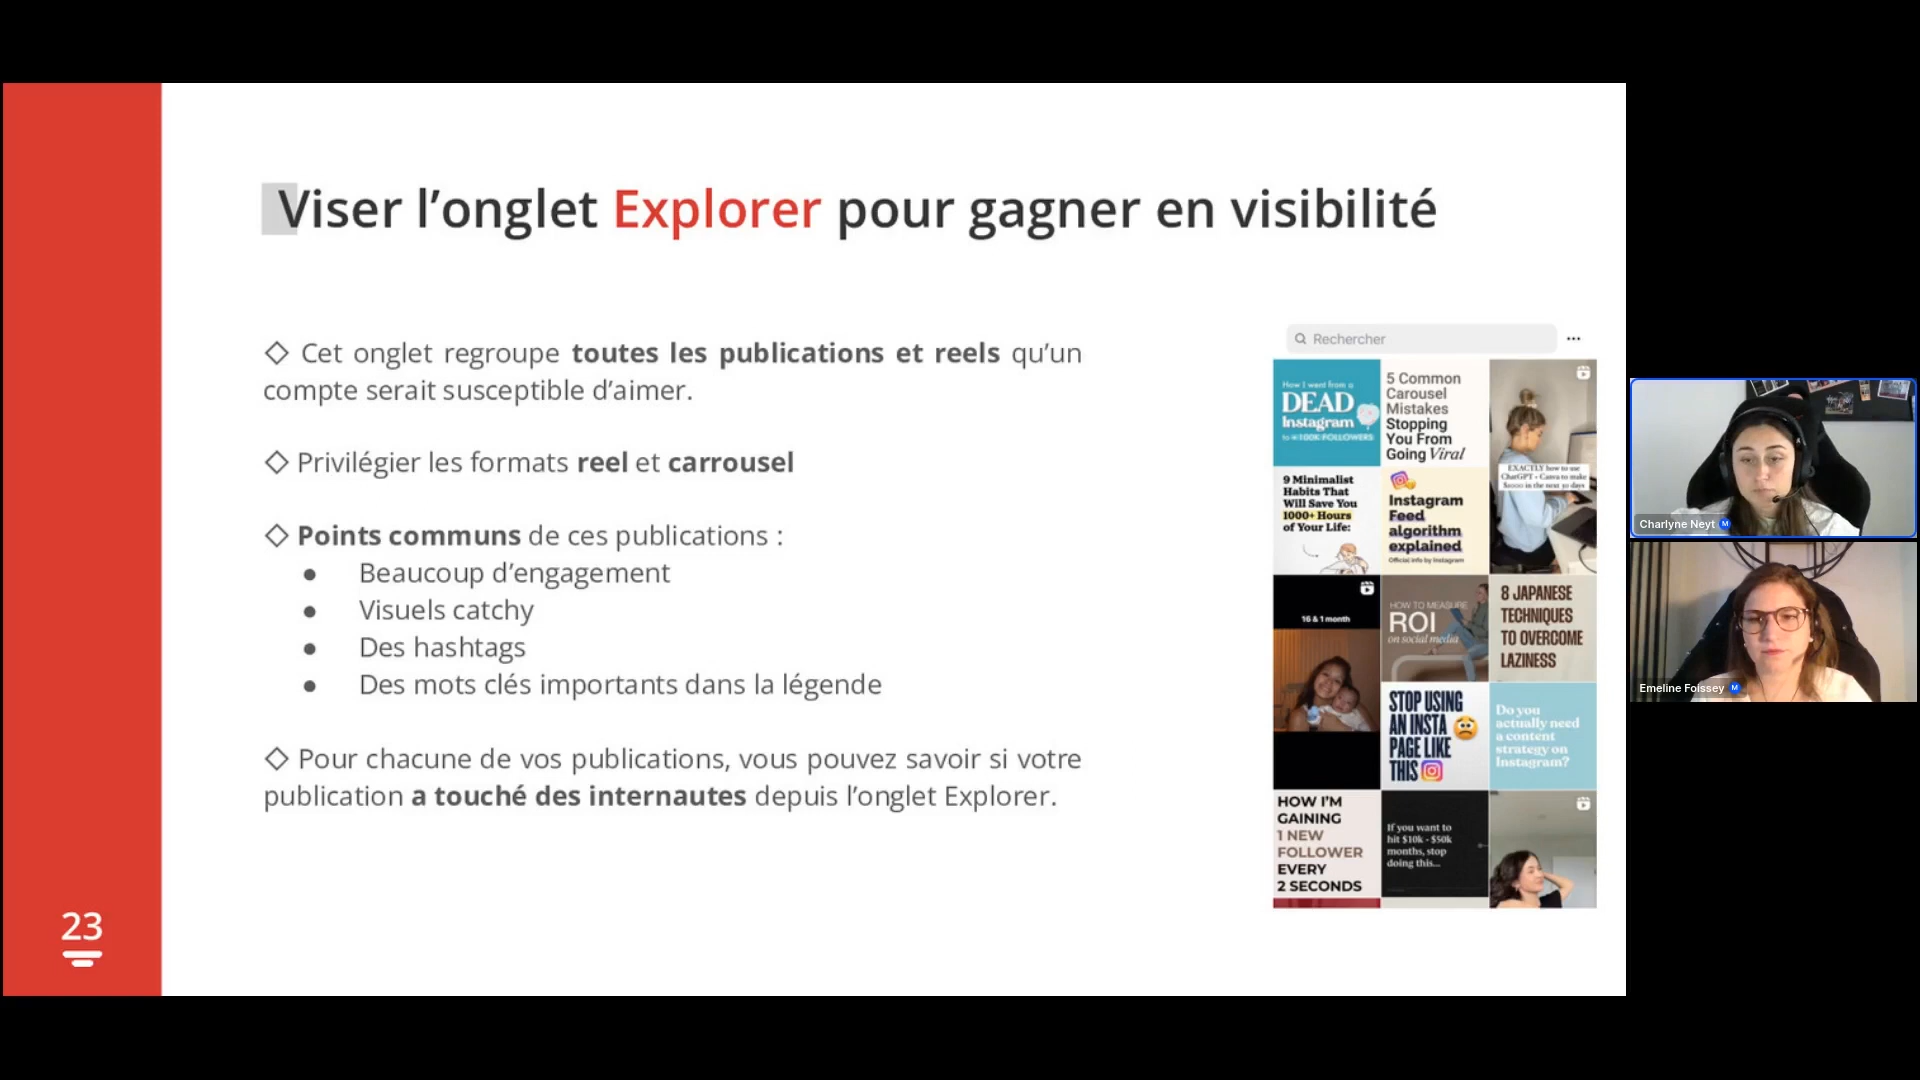 Viser l’onglet Explorer pour gagner en visibilité
◇ Cet onglet regroupe toutes les publications et reels qu’un
compte serait susceptible d’aimer.
◇ Privilégier les formats reel et carrousel
◇ Points communs de ces publications :
● Beaucoup d’engagement
● Visuels catchy
● Des hashtags
● Des mots clés importants dans la légende
◇ Pour chacune de vos publications, vous pouvez savoir si votre
publication a touché des internautes depuis l’onglet Explorer.
23
Rechercher
How I went from a
DEAD
Instagram
to +100K FOLLOWERS
5 Common
Carousel
Mistakes
Stopping
You From
Going Viral
EXACTLY how to use
ChatGPT + Canva to make
$1000 in the next 30 days
9 Minimalist
Habits That
Will Save You
1000+ Hours
of Your Life:
Instagram
Feed
algorithm
explained
Official info by Instagram
16 & 1 month
HOW TO MEASURE
ROI
on social media
8 JAPANESE
TECHNIQUES
TO OVERCOME
LAZINESS
STOP USING
AN INSTA
PAGE LIKE
THIS
Do you
actually need
a content
strategy on
Instagram?
HOW I’M
GAINING
1 NEW
FOLLOWER
EVERY
2 SECONDS
If you want to
hit $10k - $50k
months, stop
doing this...
Charlyne Neyt M
Emeline Foissey M